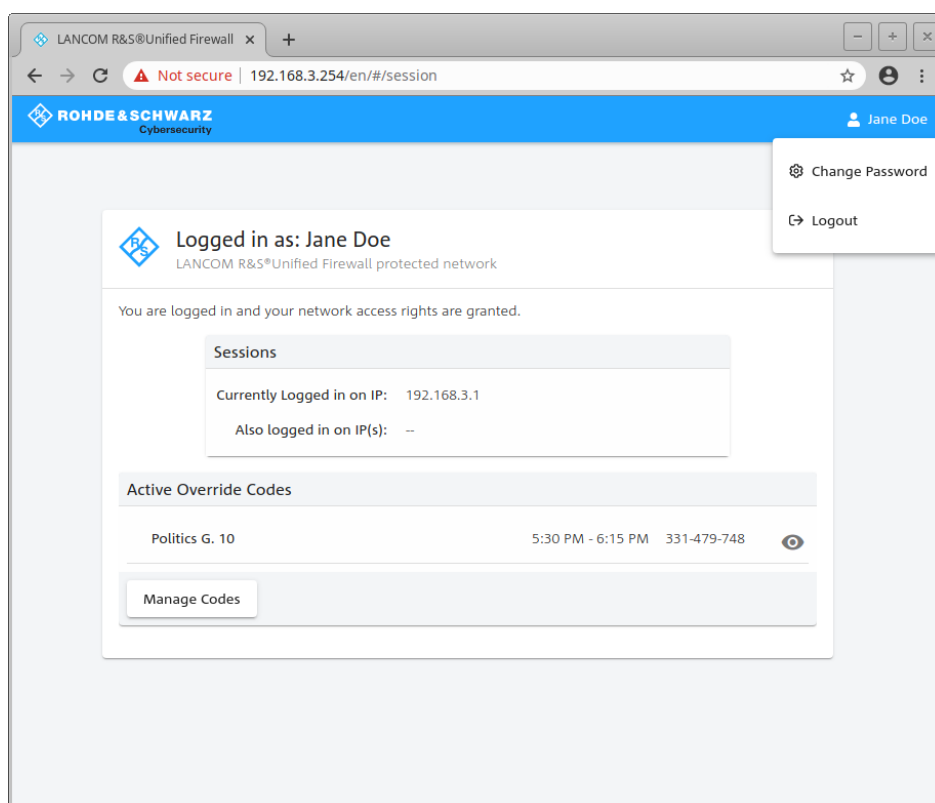 LANCOM R&S®Unified Firewall
Not secure | 192.168.3.254/en/#/session
ROHDE&SCHWARZ
Cybersecurity
Jane Doe
Change Password
Logout
R S
Logged in as: Jane Doe
LANCOM R&S®Unified Firewall protected network
You are logged in and your network access rights are granted.
Sessions
Currently Logged in on IP: 192.168.3.1
Also logged in on IP(s): --
Active Override Codes
Politics G. 10 5:30 PM - 6:15 PM 331-479-748
Manage Codes